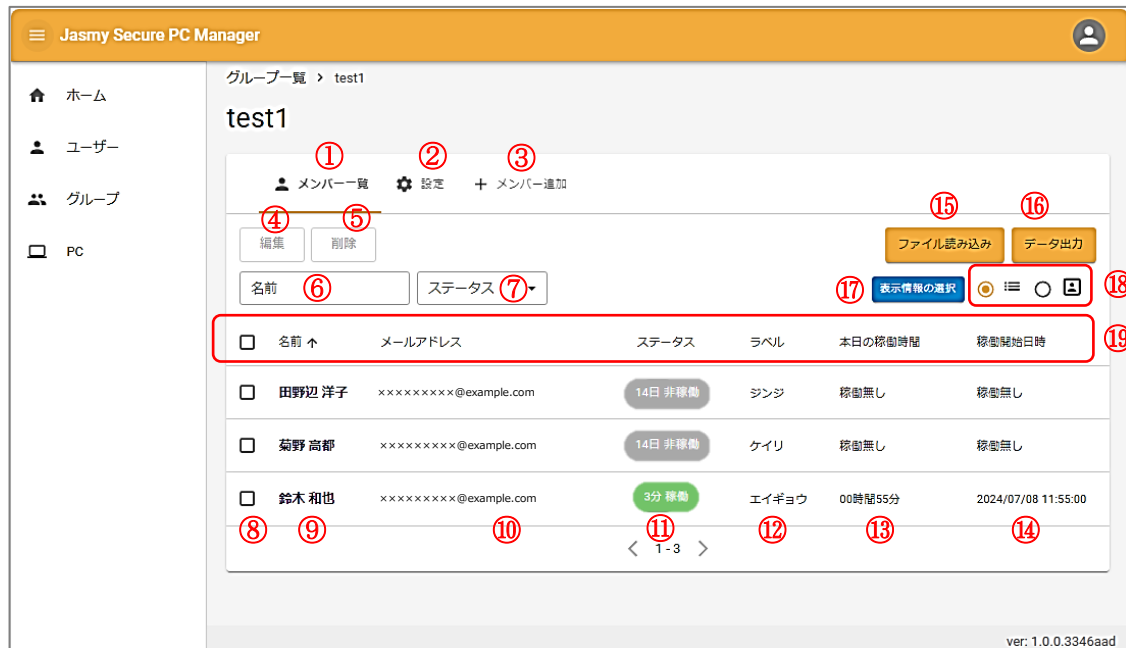 Jasmy Secure PC Manager
ホーム
ユーザー
グループ
PC
グループ一覧 > test1
test1
① ② ③
メンバー一覧 設定 + メンバー追加
④ ⑤ ⑮ ⑯
編集 削除 ファイル読み込み データ出力
名前 ⑥ ステータス ⑦ ⑰ 表示情報の選択 ⑱
名前 ↑ メールアドレス ステータス ラベル 本日の稼働時間 稼働開始日時 ⑲
田野辺 洋子 ×××××××××@example.com 14日 非稼働 ジンジ 稼働無し 稼働無し
菊野 高都 ×××××××××@example.com 14日 非稼働 ケイリ 稼働無し 稼働無し
鈴木 和也 ×××××××××@example.com 3分 稼働 エイギョウ 00時間55分 2024/07/08 11:55:00
⑧ ⑨ ⑩ ⑪ ⑫ ⑬ ⑭
< 1-3 >
ver: 1.0.0.3346aad